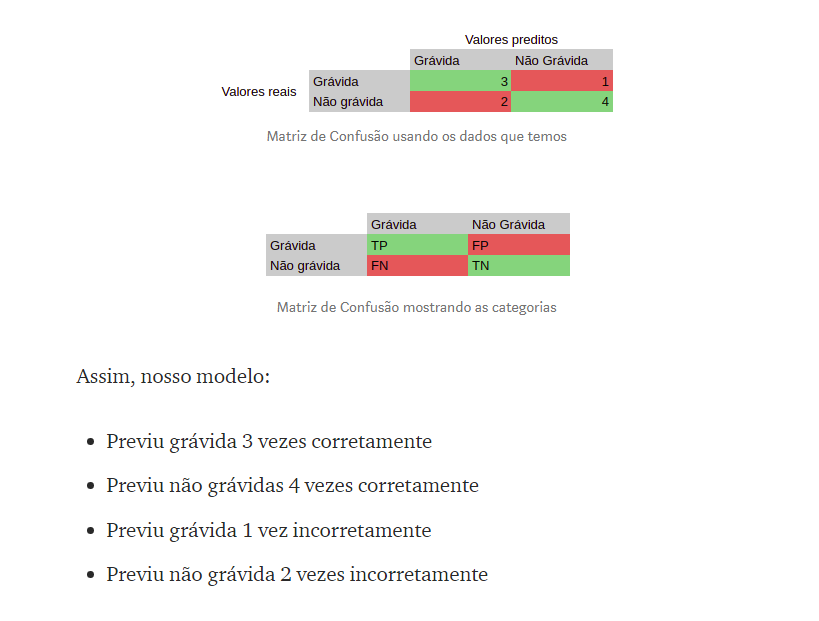 Valores preditos
Grávida Não Grávida
Valores reais Grávida 3 1
Não grávida 2 4
Matriz de Confusão usando os dados que temos
Grávida Não Grávida
Grávida TP FP
Não grávida FN TN
Matriz de Confusão mostrando as categorias
Assim, nosso modelo:
• Previu grávida 3 vezes corretamente
• Previu não grávidas 4 vezes corretamente
• Previu grávida 1 vez incorretamente
• Previu não grávida 2 vezes incorretamente